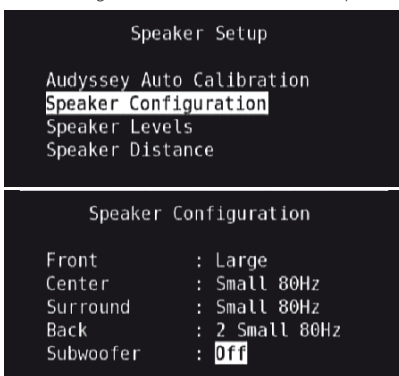 Speaker Setup
Audyssey Auto Calibration
Speaker Configuration
Speaker Levels
Speaker Distance
Speaker Configuration
Front : Large
Center : Small 80Hz
Surround : Small 80Hz
Back : 2 Small 80Hz
Subwoofer : Off